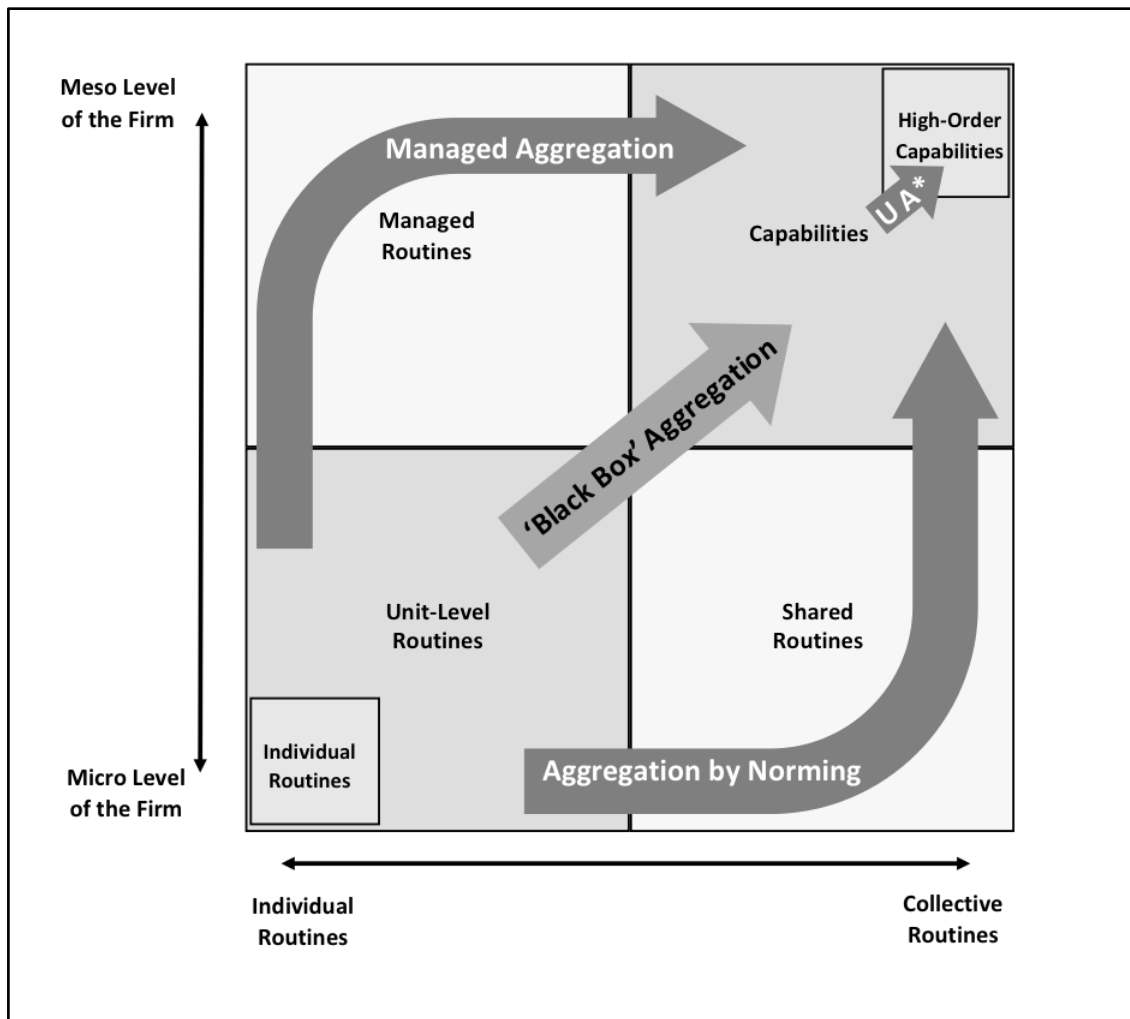 Meso Level
of the Firm
High-Order
Capabilities
Managed Aggregation
U A*
Managed
Routines
Capabilities
‘Black Box’ Aggregation
Unit-Level
Routines
Shared
Routines
Individual
Routines
Aggregation by Norming
Micro Level
of the Firm
Individual
Routines
Collective
Routines